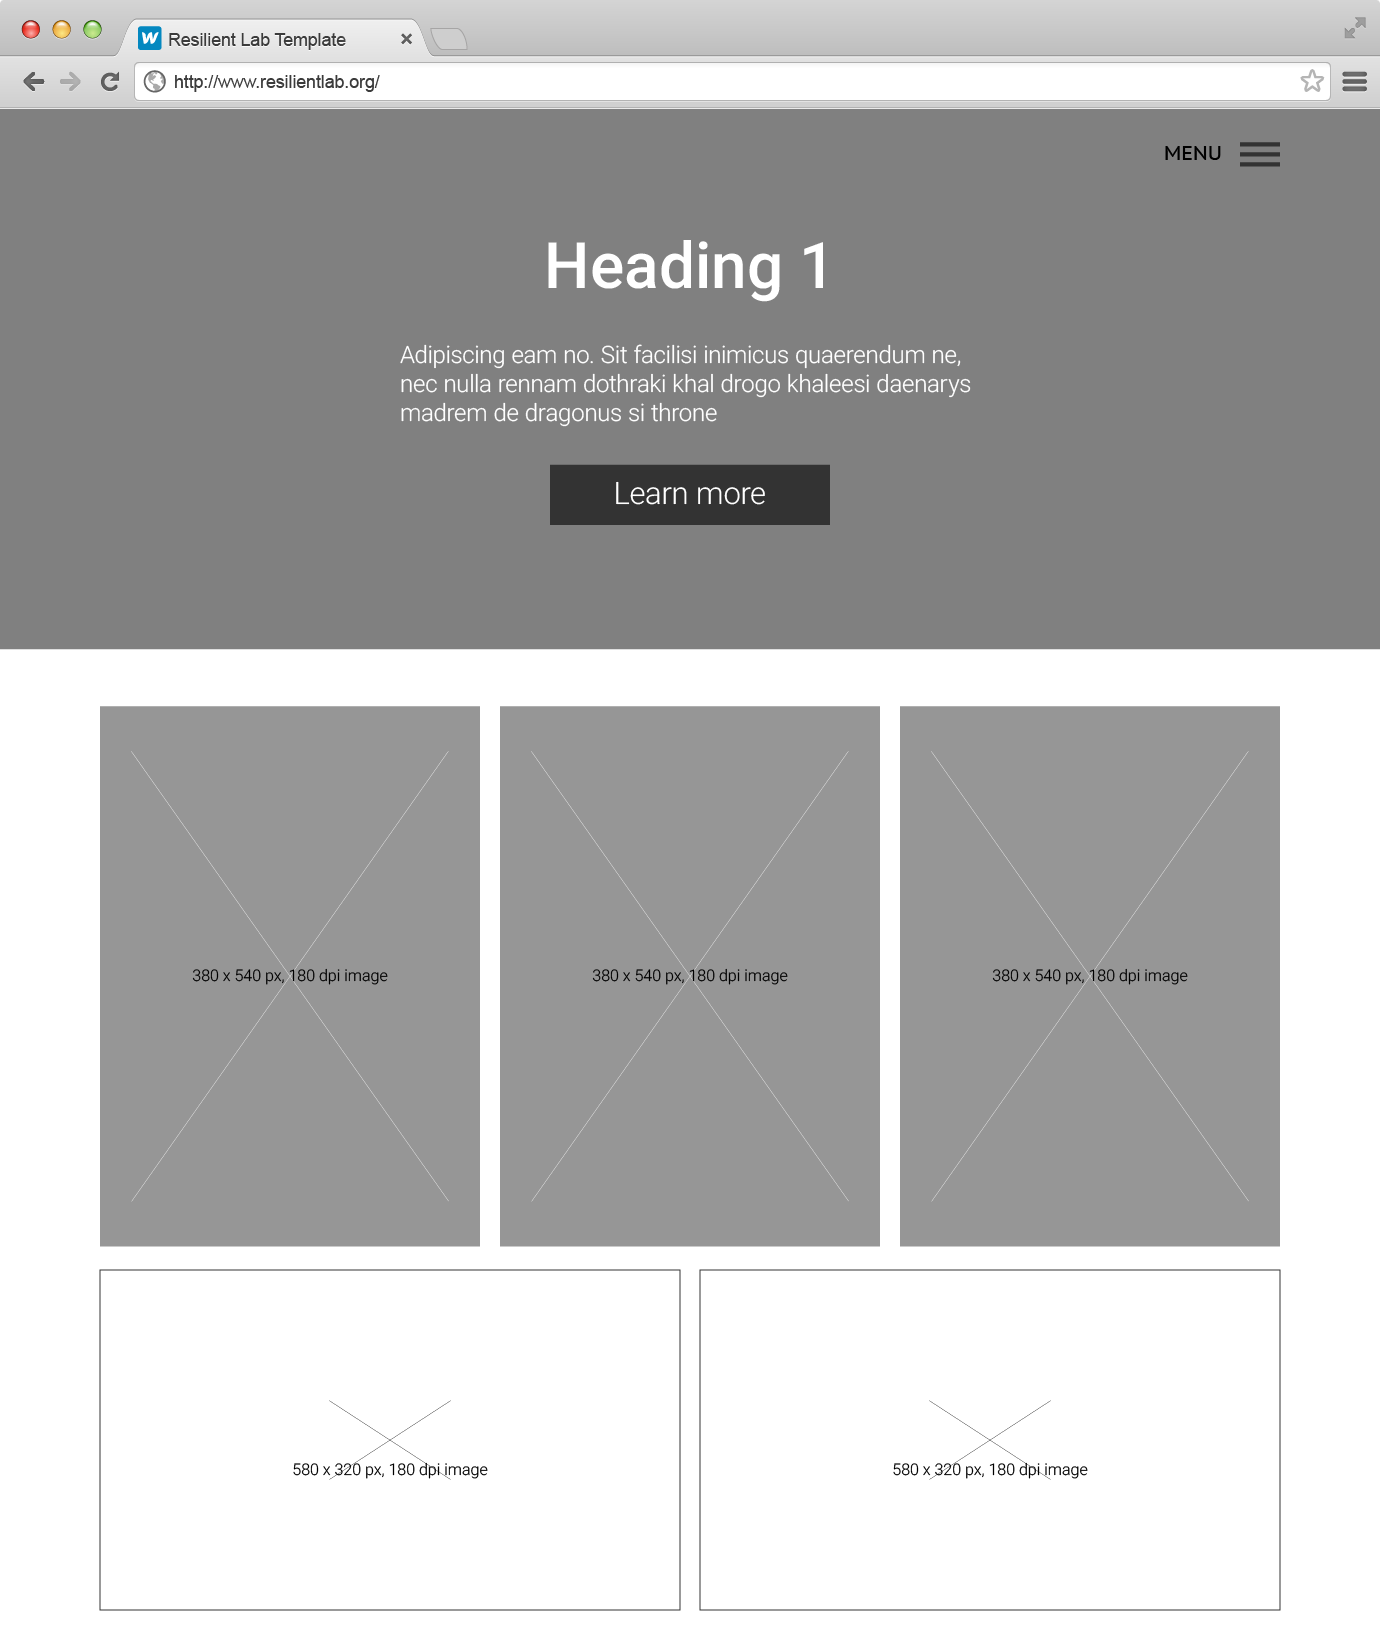 Resilient Lab Template
http://www.resilientlab.org/
MENU
Heading 1
Adipiscing eam no. Sit facilisi inimicus quaerendum ne,
nec nulla rennam dothraki khal drogo khaleesi daenarys
madrem de dragonus si throne
Learn more
380 x 540 px, 180 dpi image
380 x 540 px, 180 dpi image
380 x 540 px, 180 dpi image
580 x 320 px, 180 dpi image
580 x 320 px, 180 dpi image